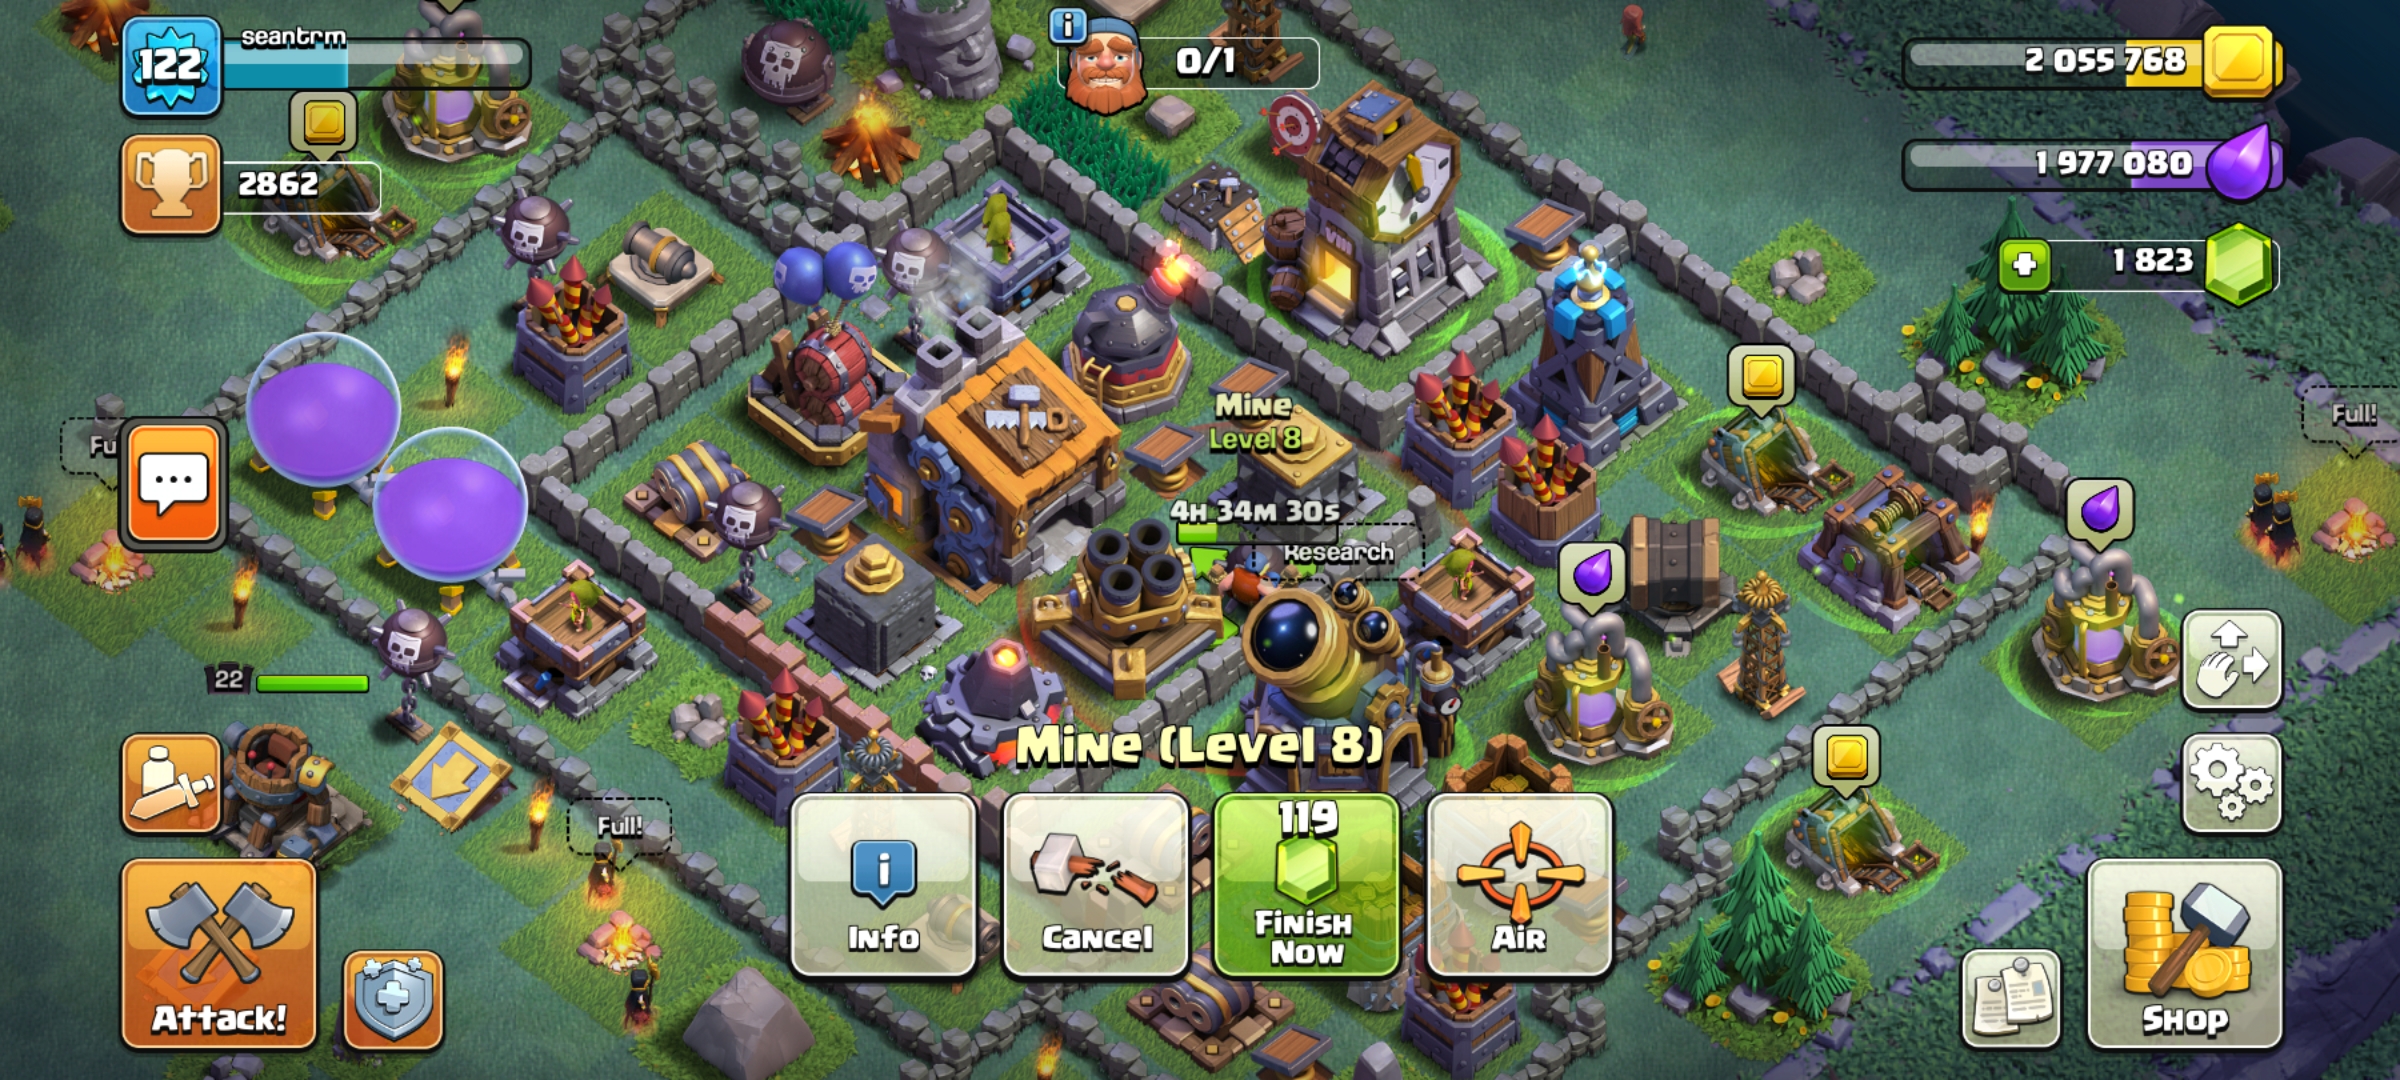 122
seantrm
2862
i
0/1
2 055 768
1 977 080
1 823
Mine
Level 8
4H 34M 30s
Research
Full!
22
Full!
Mine (Level 8)
i
Info
Cancel
119
Finish
Now
Air
Attack!
Shop